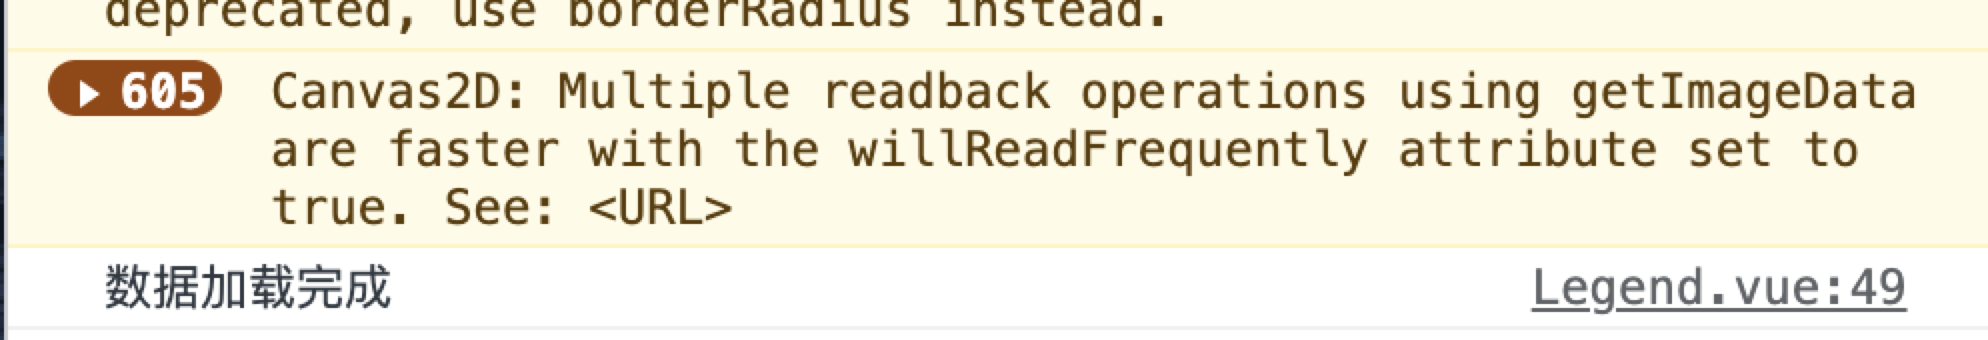 deprecated, use borderRadius instead.
605 Canvas2D: Multiple readback operations using getImageData
are faster with the willReadFrequently attribute set to
true. See: <URL>
数据加载完成 Legend.vue:49